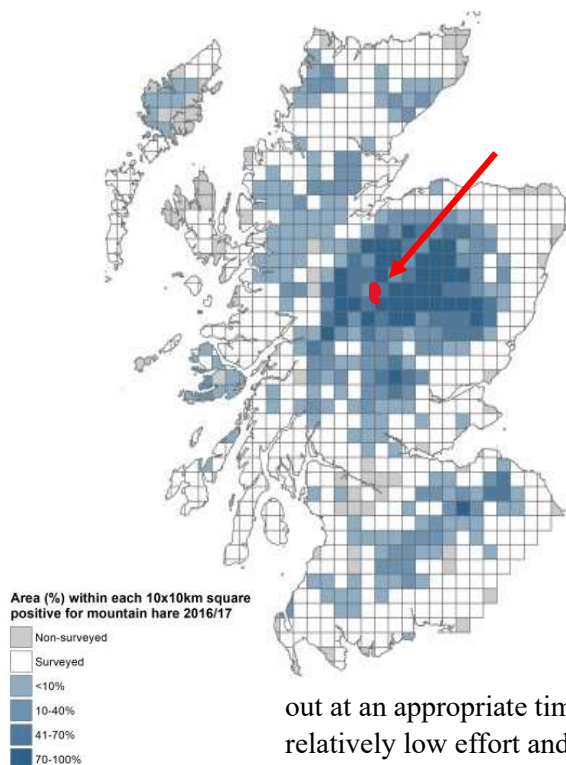 Area (%) within each 10x10km square
positive for mountain hare 2016/17
Non-surveyed
Surveyed
<10%
10-40%
41-70%
70-100%
out at an appropriate tim
relatively low effort and